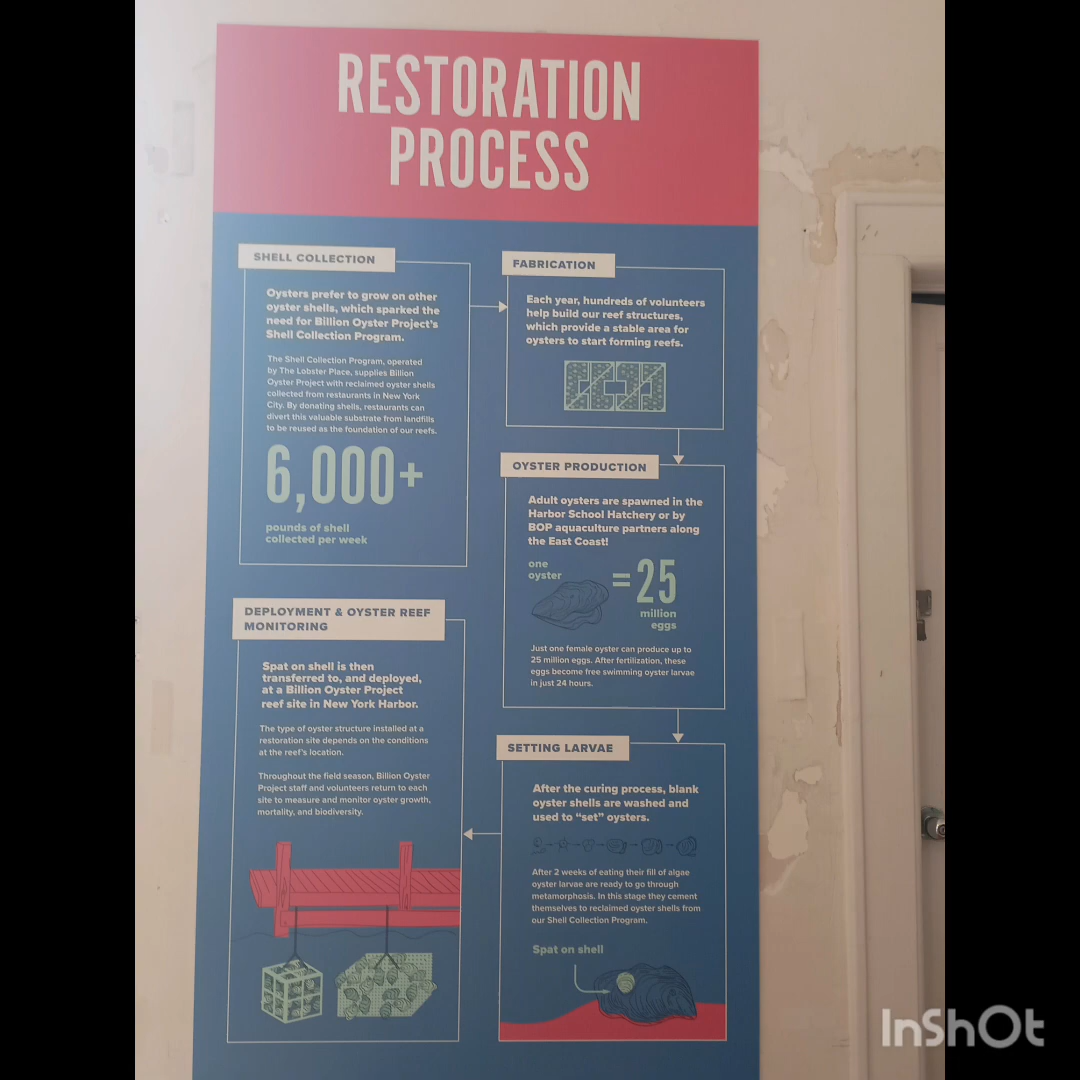 RESTORATION
PROCESS
SHELL COLLECTION
Oysters prefer to grow on other
oyster shells, which sparked the
need for Billion Oyster Project's
Shell Collection Program.
The Shell Collection Program, operated
by The Lobster Place, supplies Billion
Oyster Project with reclaimed oyster shells
collected from restaurants in New York
City. By donating shells, restaurants can
divert this valuable substrate from landfills
to be reused as the foundation of our reefs.
6,000+
pounds of shell
collected per week
FABRICATION
Each year, hundreds of volunteers
help build our reef structures,
which provide a stable area for
oysters to start forming reefs.
OYSTER PRODUCTION
Adult oysters are spawned in the
Harbor School Hatchery or by
BOP aquaculture partners along
the East Coast!
one
oyster
=25
million
eggs
Just one female oyster can produce up to
25 million eggs. After fertilization, these
eggs become free swimming oyster larvae
in just 24 hours.
SETTING LARVAE
After the curing process, blank
oyster shells are washed and
used to "set" oysters.
After 2 weeks of eating their fill of algae
oyster larvae are ready to go through
metamorphosis. In this stage they cement
themselves to reclaimed oyster shells from
our Shell Collection Program.
Spat on shell
DEPLOYMENT & OYSTER REEF
MONITORING
Spat on shell is then
transferred to, and deployed,
at a Billion Oyster Project
reef site in New York Harbor.
The type of oyster structure installed at a
restoration site depends on the conditions
at the reef's location.
Throughout the field season, Billion Oyster
Project staff and volunteers return to each
site to measure and monitor oyster growth,
mortality, and biodiversity.
InShOt